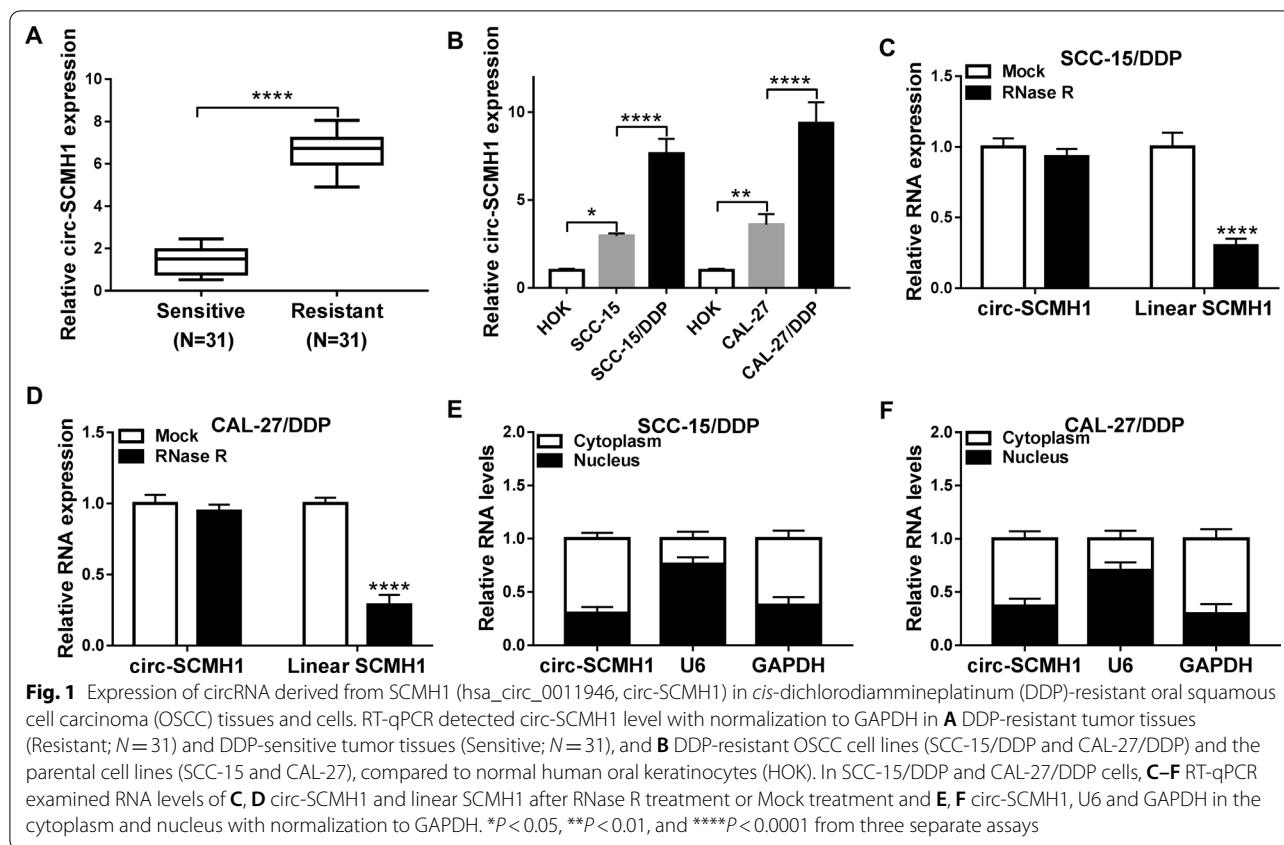 A
Relative circ-SCMH1 expression
10
8
6
4
2
0
****
Sensitive
(N=31)
Resistant
(N=31)
B
Relative circ-SCMH1 expression
10
5
0
*
****
**
****
HOK
SCC-15
SCC-15/DDP
HOK
CAL-27
CAL-27/DDP
C
SCC-15/DDP
Mock
RNase R
Relative RNA expression
1.5
1.0
0.5
0.0
****
circ-SCMH1
Linear SCMH1
D
CAL-27/DDP
Mock
RNase R
Relative RNA expression
1.5
1.0
0.5
0.0
****
circ-SCMH1
Linear SCMH1
E
SCC-15/DDP
Cytoplasm
Nucleus
Relative RNA levels
2.0
1.5
1.0
0.5
0.0
circ-SCMH1
U6
GAPDH
F
CAL-27/DDP
Cytoplasm
Nucleus
Relative RNA levels
2.0
1.5
1.0
0.5
0.0
circ-SCMH1
U6
GAPDH
Fig. 1 Expression of circRNA derived from SCMH1 (hsa_circ_0011946, circ-SCMH1) in cis-dichlorodiammineplatinum (DDP)-resistant oral squamous
cell carcinoma (OSCC) tissues and cells. RT-qPCR detected circ-SCMH1 level with normalization to GAPDH in A DDP-resistant tumor tissues
(Resistant; N = 31) and DDP-sensitive tumor tissues (Sensitive; N = 31), and B DDP-resistant OSCC cell lines (SCC-15/DDP and CAL-27/DDP) and the
parental cell lines (SCC-15 and CAL-27), compared to normal human oral keratinocytes (HOK). In SCC-15/DDP and CAL-27/DDP cells, C–F RT-qPCR
examined RNA levels of C, D circ-SCMH1 and linear SCMH1 after RNase R treatment or Mock treatment and E, F circ-SCMH1, U6 and GAPDH in the
cytoplasm and nucleus with normalization to GAPDH. *P < 0.05, **P < 0.01, and ****P < 0.0001 from three separate assays